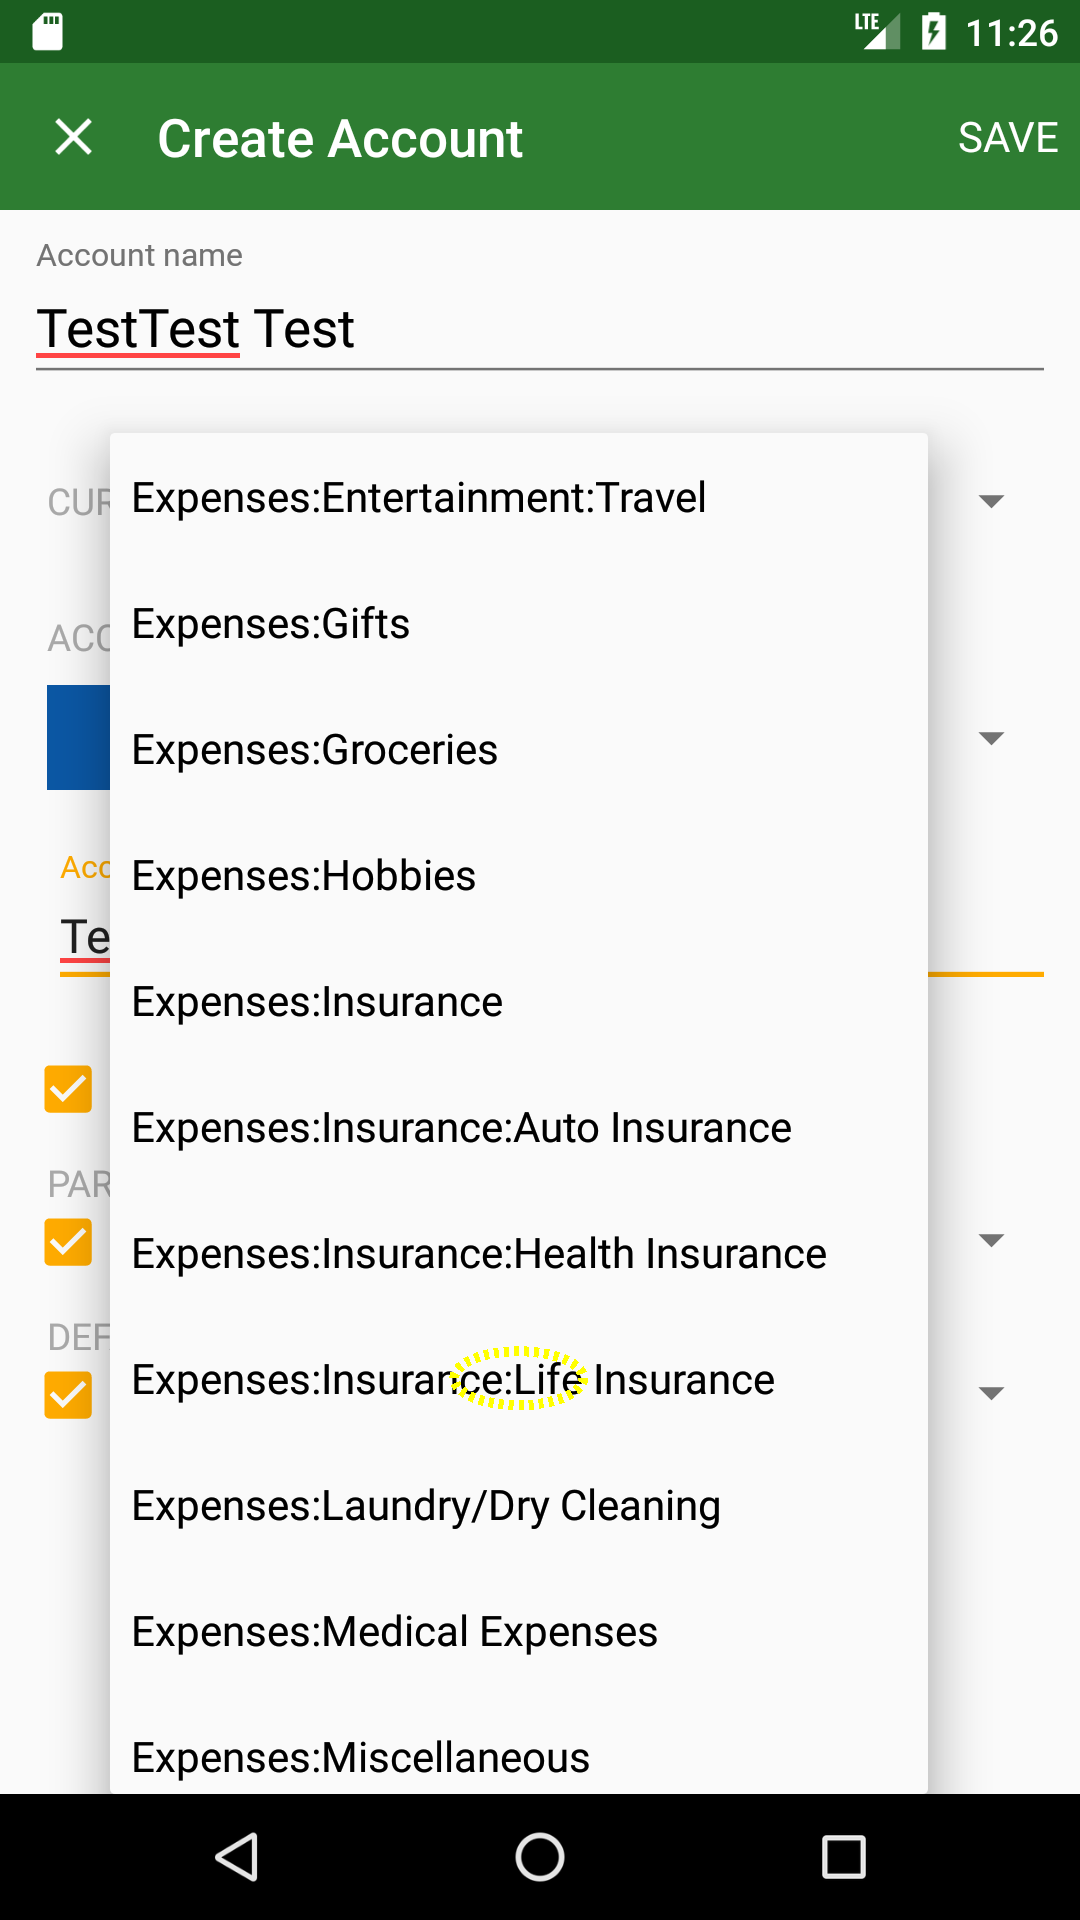 LTE 11:26
Create Account SAVE
Account name
TestTest Test
Expenses:Entertainment:Travel
CUR
Expenses:Gifts
ACC
Expenses:Groceries
Acc
Expenses:Hobbies
Te
Expenses:Insurance
Expenses:Insurance:Auto Insurance
PAR
Expenses:Insurance:Health Insurance
DEF
Expenses:Insurance:Life Insurance
Expenses:Laundry/Dry Cleaning
Expenses:Medical Expenses
Expenses:Miscellaneous